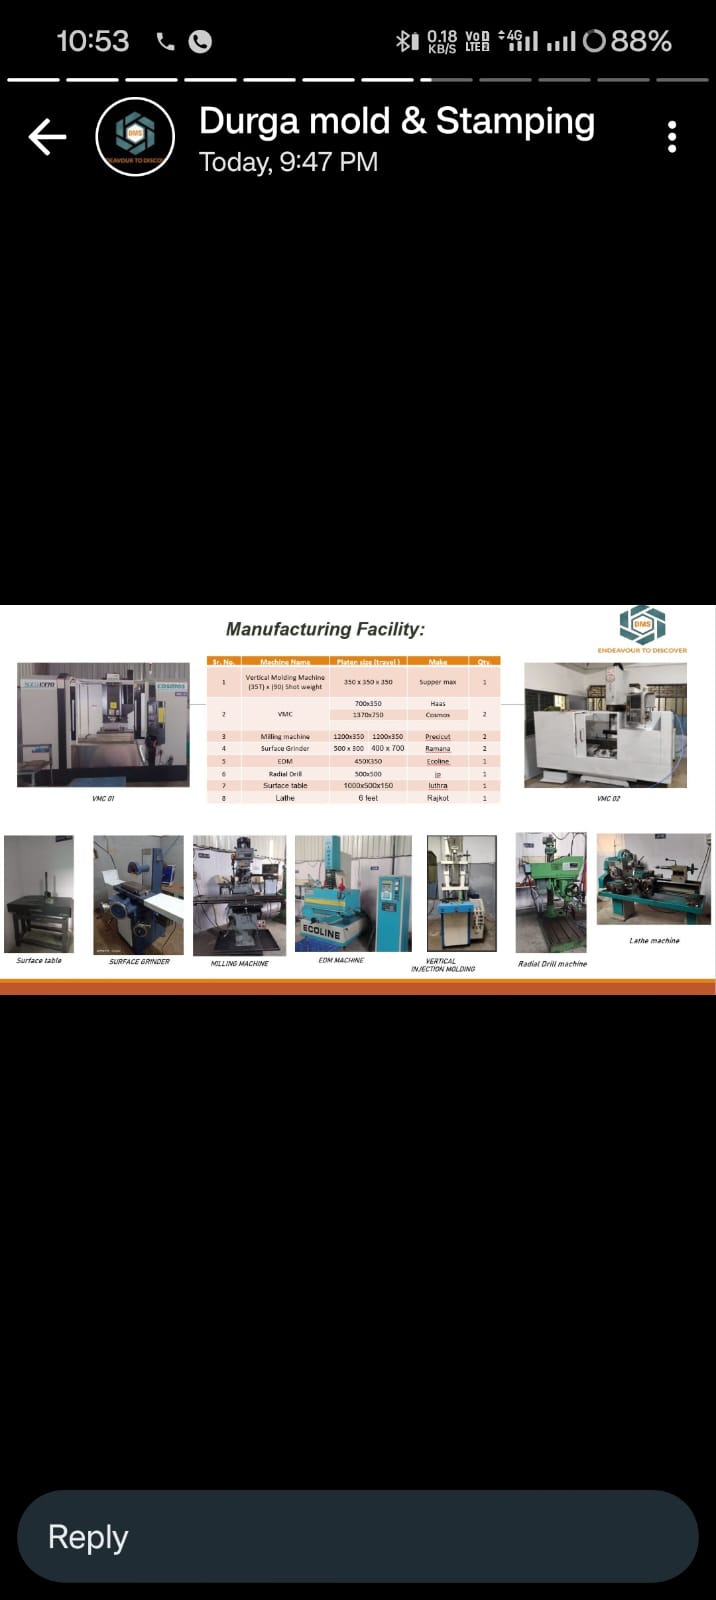 10:53
0.18 KB/S
VoD LTE2
4G
88%
Durga mold & Stamping
Today, 9:47 PM
DMS
Manufacturing Facility:
DMS
ENDEAVOUR TO DISCOVER
Sr. No. Machine Name Platen size (travel) Make Qty.
1 Vertical Molding Machine (35T) x (90) Shot weight 350 x 350 x 350 Supper max 1
2 VMC 700x350 Haas 2
1370x750 Cosmos
3 Milling machine 1200x350 1200x350 Precicut 2
4 Surface Grinder 500 x 300 400 x 700 Ramana 2
5 EDM 450X350 Ecoline 1
6 Radial Drill 500x500 jp 1
7 Surface table 1000x500x150 luthra 1
8 Lathe 6 feet Rajkot 1
COSMOS
VMC 01
VMC 02
ECOLINE
Surface table
SURFACE GRINDER
MILLING MACHINE
EDM MACHINE
VERTICAL
INJECTION MOLDING
Radial Drill machine
Lathe machine
Reply